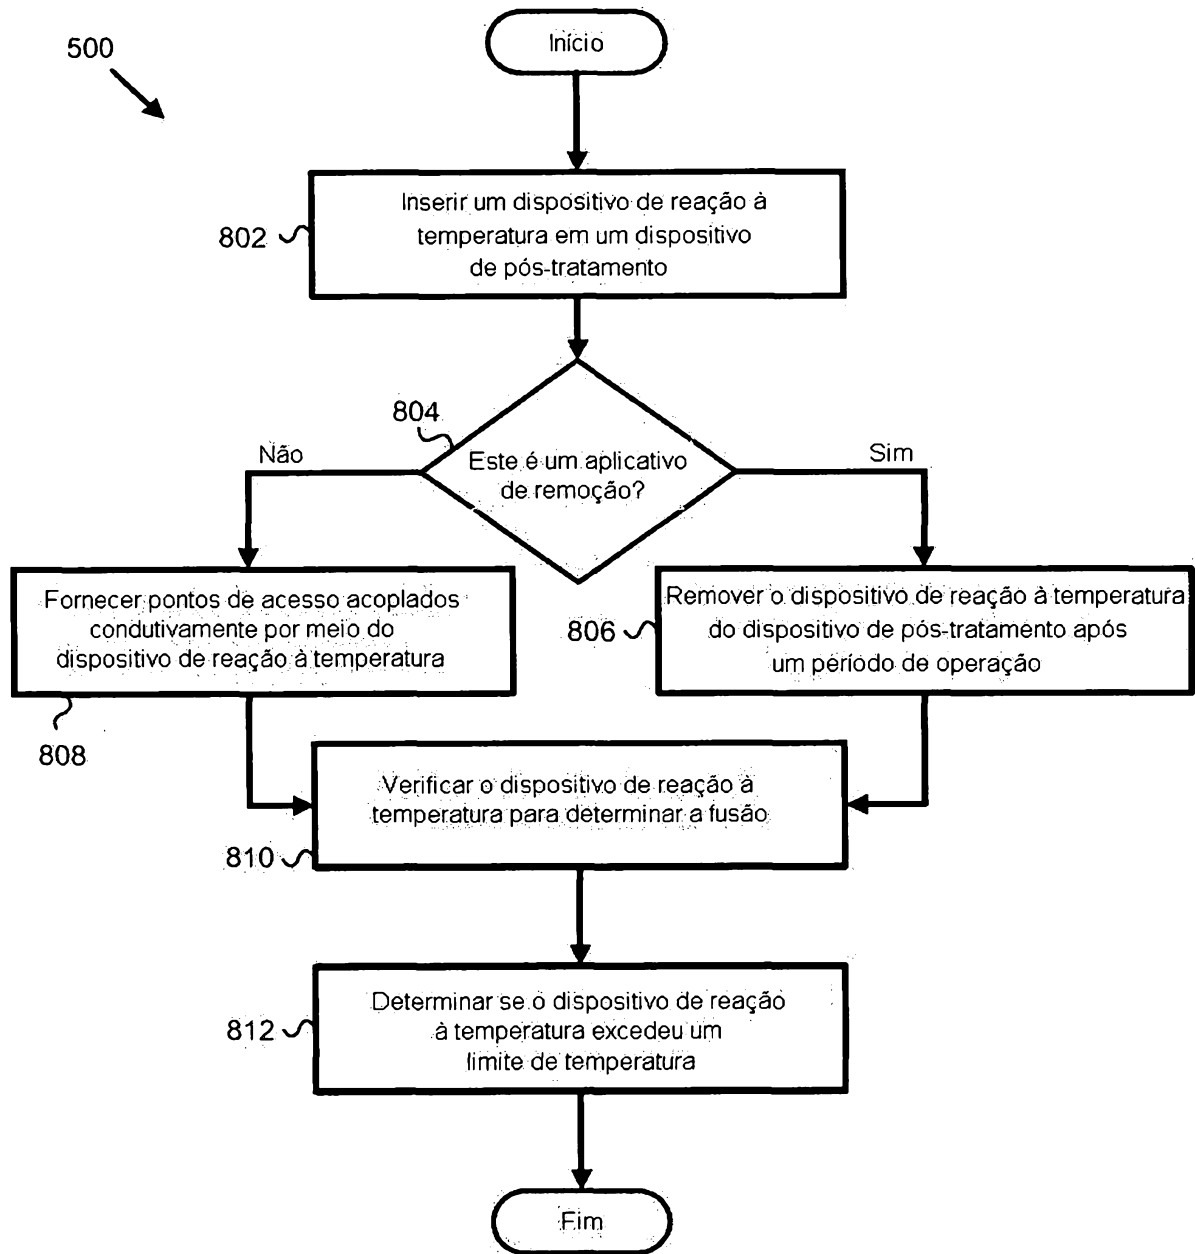 500
Início
802
Inserir um dispositivo de reação à
temperatura em um dispositivo
de pós-tratamento
804
Não
Sim
Este é um aplicativo
de remoção?
Fornecer pontos de acesso acoplados
condutivamente por meio do
dispositivo de reação à temperatura
808
806
Remover o dispositivo de reação à temperatura
do dispositivo de pós-tratamento após
um período de operação
Verificar o dispositivo de reação à
temperatura para determinar a fusão
810
Determinar se o dispositivo de reação
à temperatura excedeu um
limite de temperatura
812
Fim